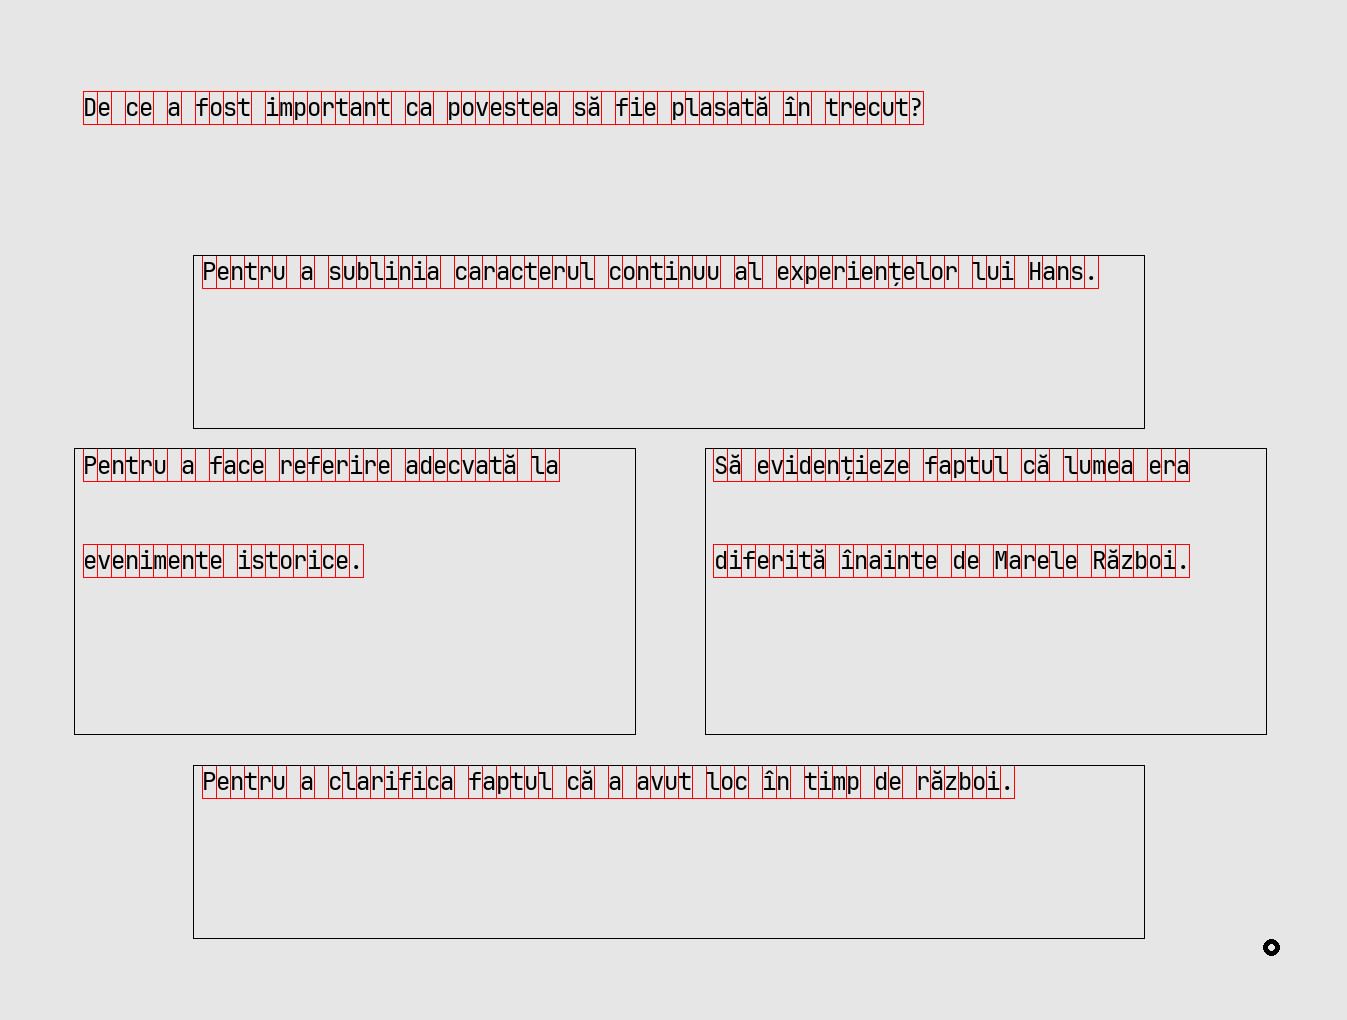 De ce a fost important ca povestea să fie plasată în trecut?
Pentru a sublinia caracterul continuu al experiențelor lui Hans.
Pentru a face referire adecvată la
evenimente istorice.
Să evidențieze faptul că lumea era
diferită înainte de Marele Război.
Pentru a clarifica faptul că a avut loc în timp de război.